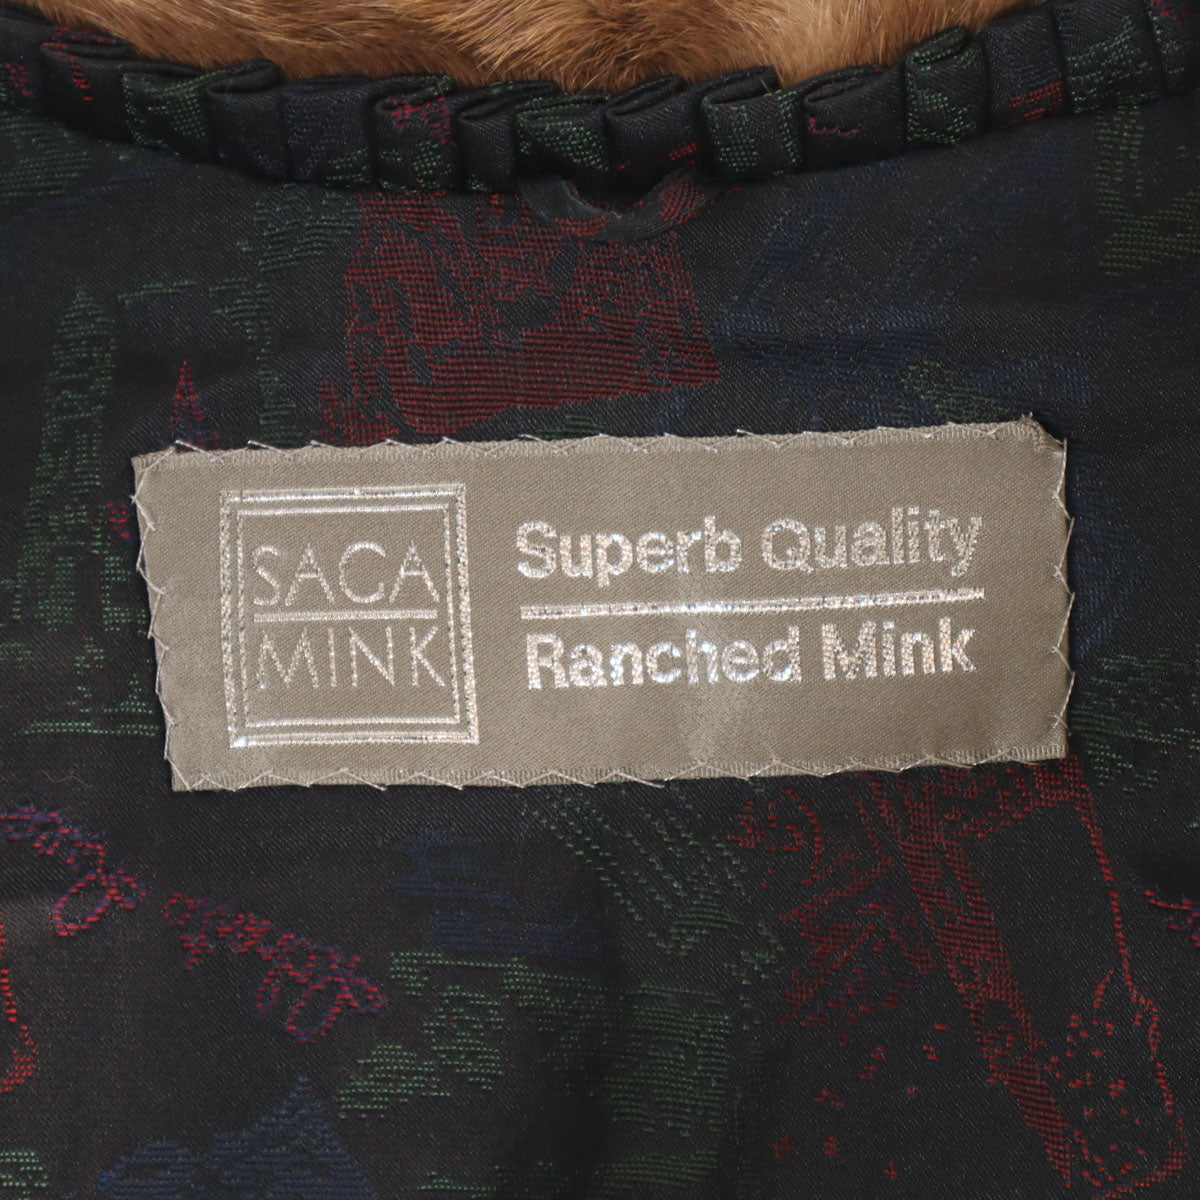 SAGA
MINK
Superb Quality
Ranched Mink